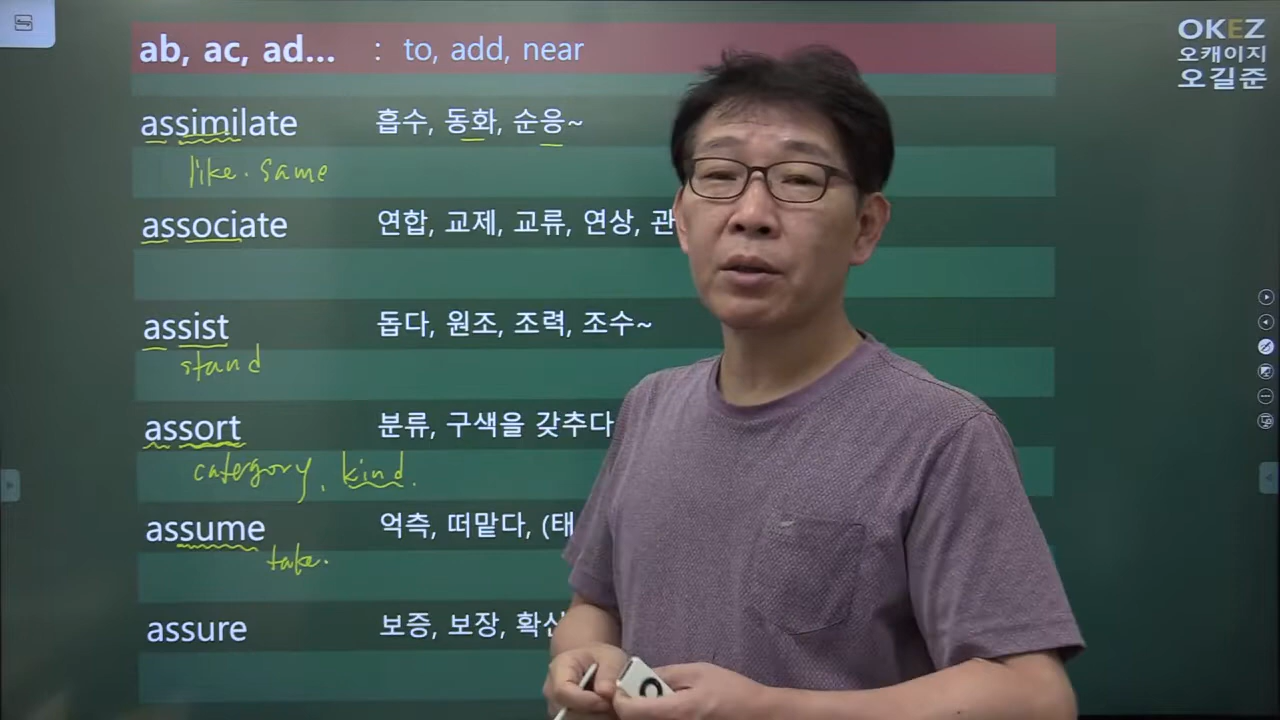 ab, ac, ad... : to, add, near
OKEZ
오캐이지
오길준
assimilate 흡수, 동화, 순응~
like. same
associate 연합, 교제, 교류, 연상,
assist 돕다, 원조, 조력, 조수~
stand
assort 분류, 구색을 갖추다
category, kind.
assume 억측, 떠맡다, (태
take.
assure 보증, 보장,